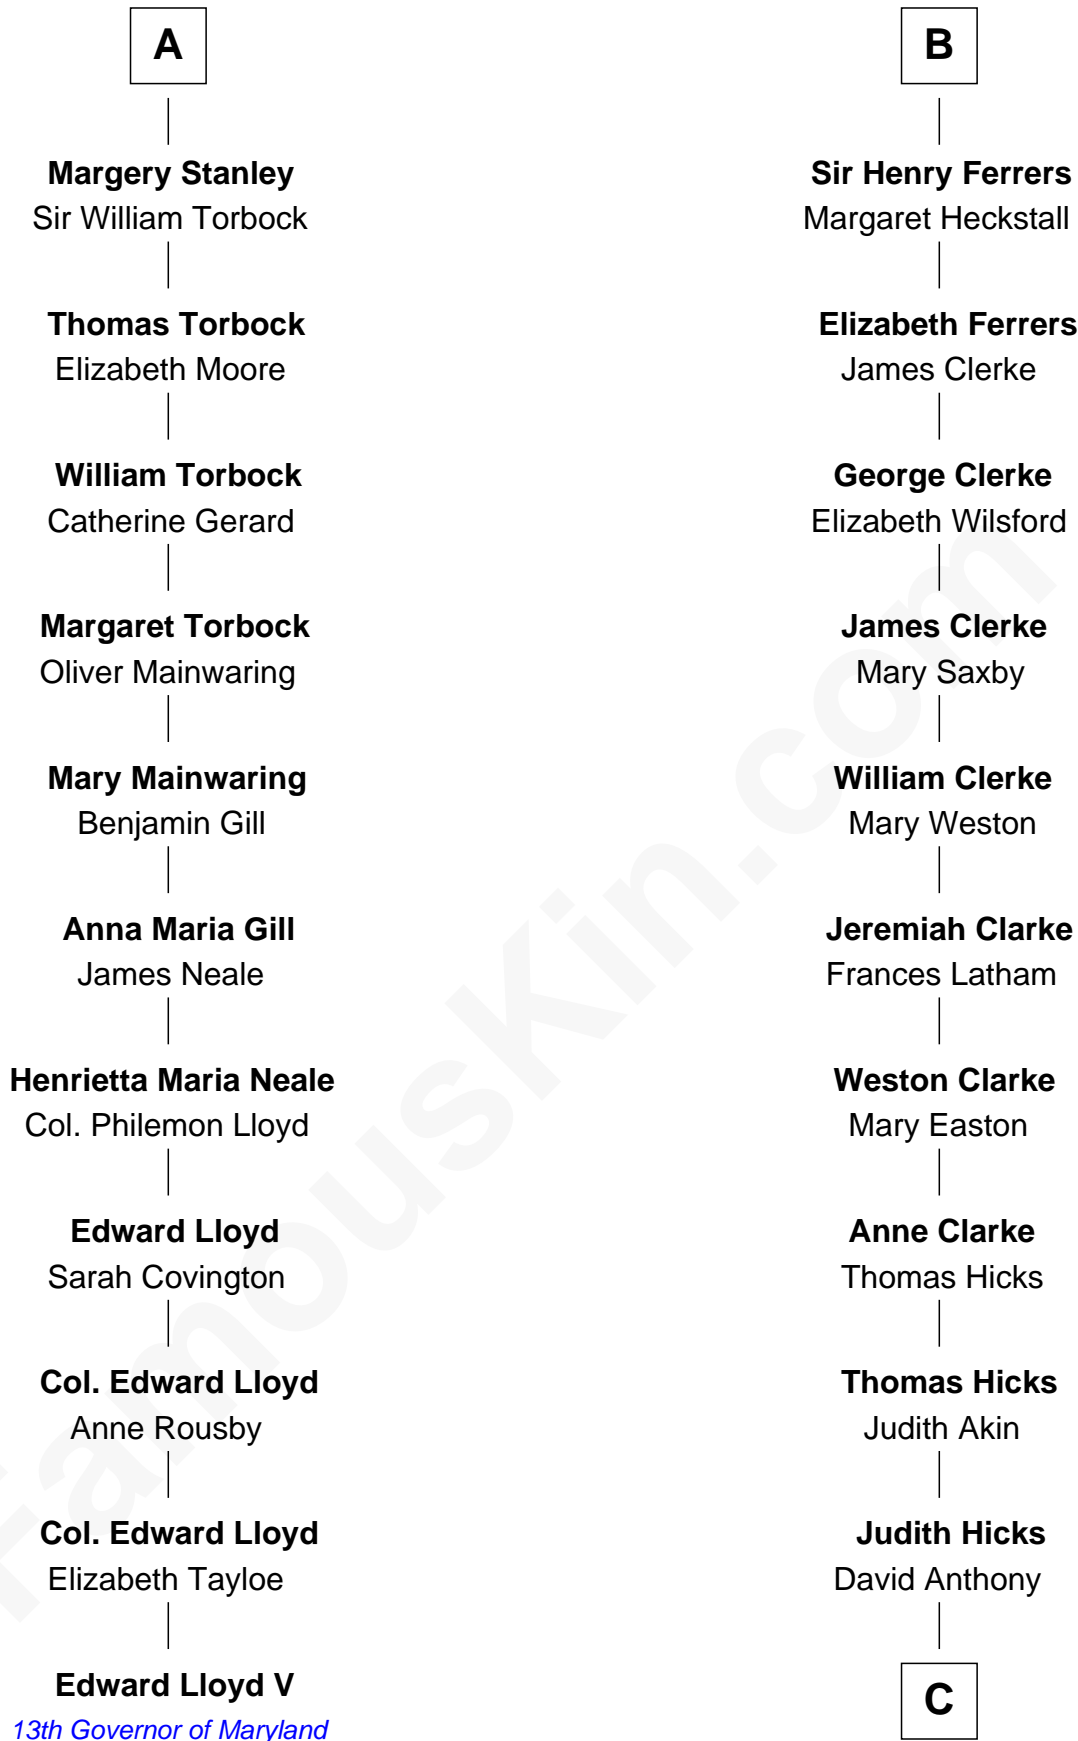 A
Margery Stanley
Sir William Torbock
Thomas Torbock
Elizabeth Moore
William Torbock
Catherine Gerard
Margaret Torbock
Oliver Mainwaring
Mary Mainwaring
Benjamin Gill
Anna Maria Gill
James Neale
Henrietta Maria Neale
Col. Philemon Lloyd
Edward Lloyd
Sarah Covington
Col. Edward Lloyd
Anne Rousby
Col. Edward Lloyd
Elizabeth Tayloe
Edward Lloyd V
13th Governor of Maryland
B
Sir Henry Ferrers
Margaret Heckstall
Elizabeth Ferrers
James Clerke
George Clerke
Elizabeth Wilsford
James Clerke
Mary Saxby
William Clerke
Mary Weston
Jeremiah Clarke
Frances Latham
Weston Clarke
Mary Easton
Anne Clarke
Thomas Hicks
Thomas Hicks
Judith Akin
Judith Hicks
David Anthony
C
FamousKin.com